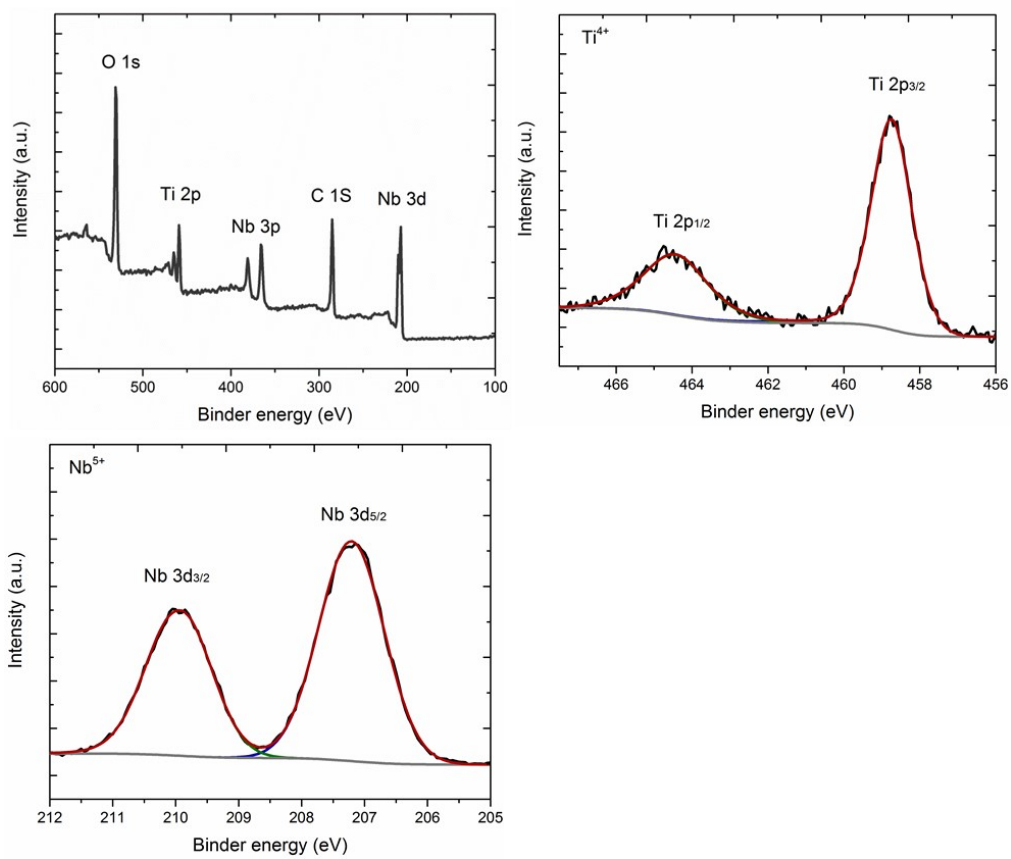 O 1s
Ti 2p
Nb 3p
C 1S
Nb 3d
Intensity (a.u.)
600 500 400 300 200 100
Binder energy (eV)
Ti⁴⁺
Ti 2p₃/₂
Ti 2p₁/₂
Intensity (a.u.)
466 464 462 460 458 456
Binder energy (eV)
Nb⁵⁺
Nb 3d₅/₂
Nb 3d₃/₂
Intensity (a.u.)
212 211 210 209 208 207 206 205
Binder energy (eV)